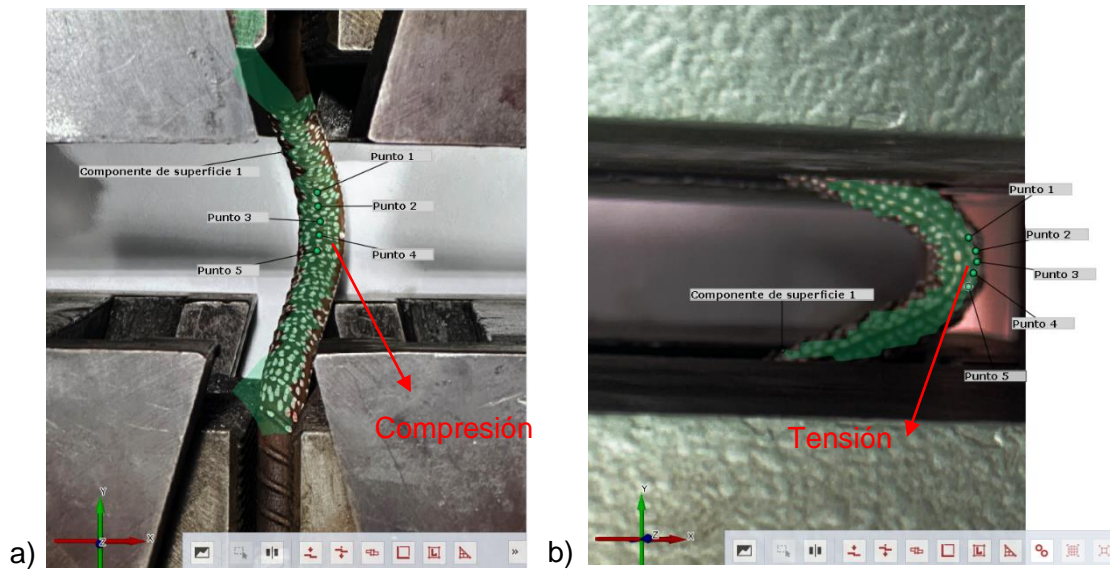 Punto 1
Componente de superficie 1
Punto 2
Punto 3
Punto 4
Punto 5
Compresión
Y
Z
X
»
a)
Punto 1
Punto 2
Punto 3
Componente de superficie 1
Punto 4
Punto 5
Tensión
Y
Z
X
b)